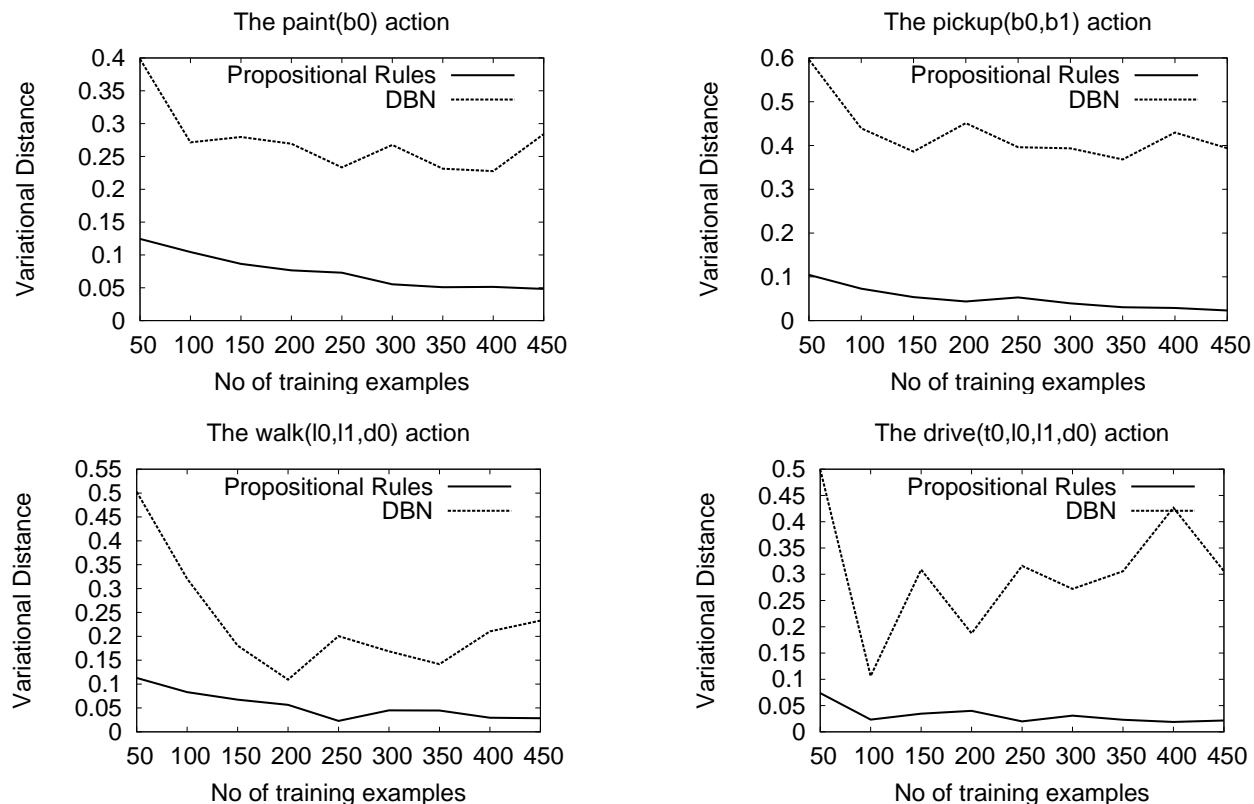 The paint(b0) action
Variational Distance
0.4
0.35
0.3
0.25
0.2
0.15
0.1
0.05
0
Propositional Rules
DBN
50 100 150 200 250 300 350 400 450
No of training examples
The pickup(b0,b1) action
Variational Distance
0.6
0.5
0.4
0.3
0.2
0.1
0
Propositional Rules
DBN
50 100 150 200 250 300 350 400 450
No of training examples
The walk(l0,l1,d0) action
Variational Distance
0.55
0.5
0.45
0.4
0.35
0.3
0.25
0.2
0.15
0.1
0.05
0
Propositional Rules
DBN
50 100 150 200 250 300 350 400 450
No of training examples
The drive(t0,l0,l1,d0) action
Variational Distance
0.5
0.45
0.4
0.35
0.3
0.25
0.2
0.15
0.1
0.05
0
Propositional Rules
DBN
50 100 150 200 250 300 350 400 450
No of training examples